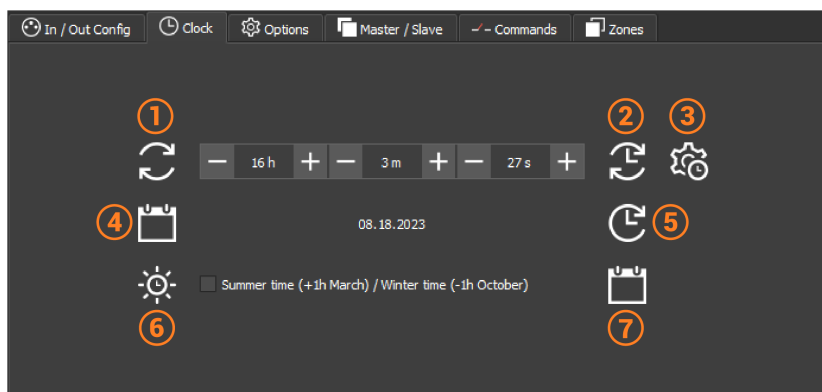 In / Out Config Clock Options Master / Slave Commands Zones
1 2 3
− 16 h + − 3 m + − 27 s +
4 08.18.2023 5
Summer time (+1h March) / Winter time (-1h October)
6 7